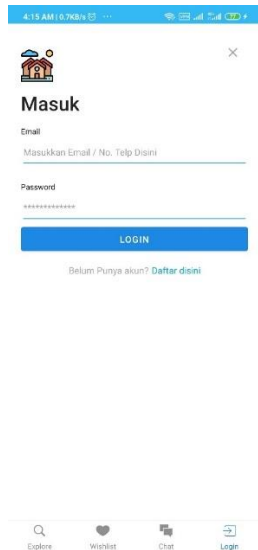 4:15 AM | 0.7KB/s
Masuk
Email
Masukkan Email / No. Telp Disini
Password
*************
LOGIN
Belum Punya akun? Daftar disini
Explore Wishlist Chat Login